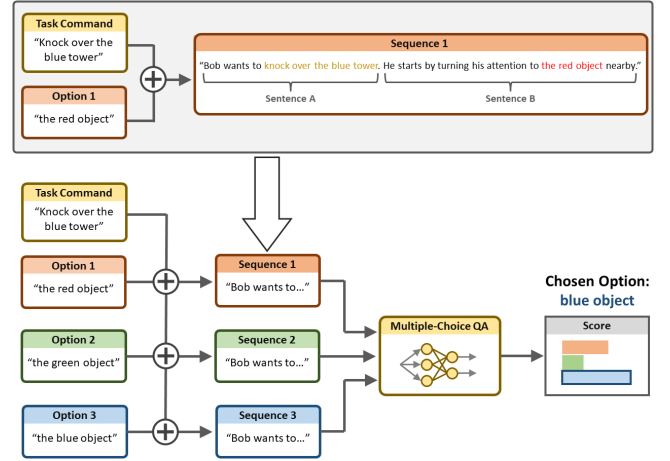 Task Command
“Knock over the
blue tower”
Option 1
“the red object”
Sequence 1
“Bob wants to knock over the blue tower. He starts by turning his attention to the red object nearby.”
Sentence A
Sentence B
Task Command
“Knock over the
blue tower”
Option 1
“the red object”
Sequence 1
“Bob wants to...”
Option 2
“the green object”
Sequence 2
“Bob wants to...”
Option 3
“the blue object”
Sequence 3
“Bob wants to...”
Multiple-Choice QA
Chosen Option:
blue object
Score